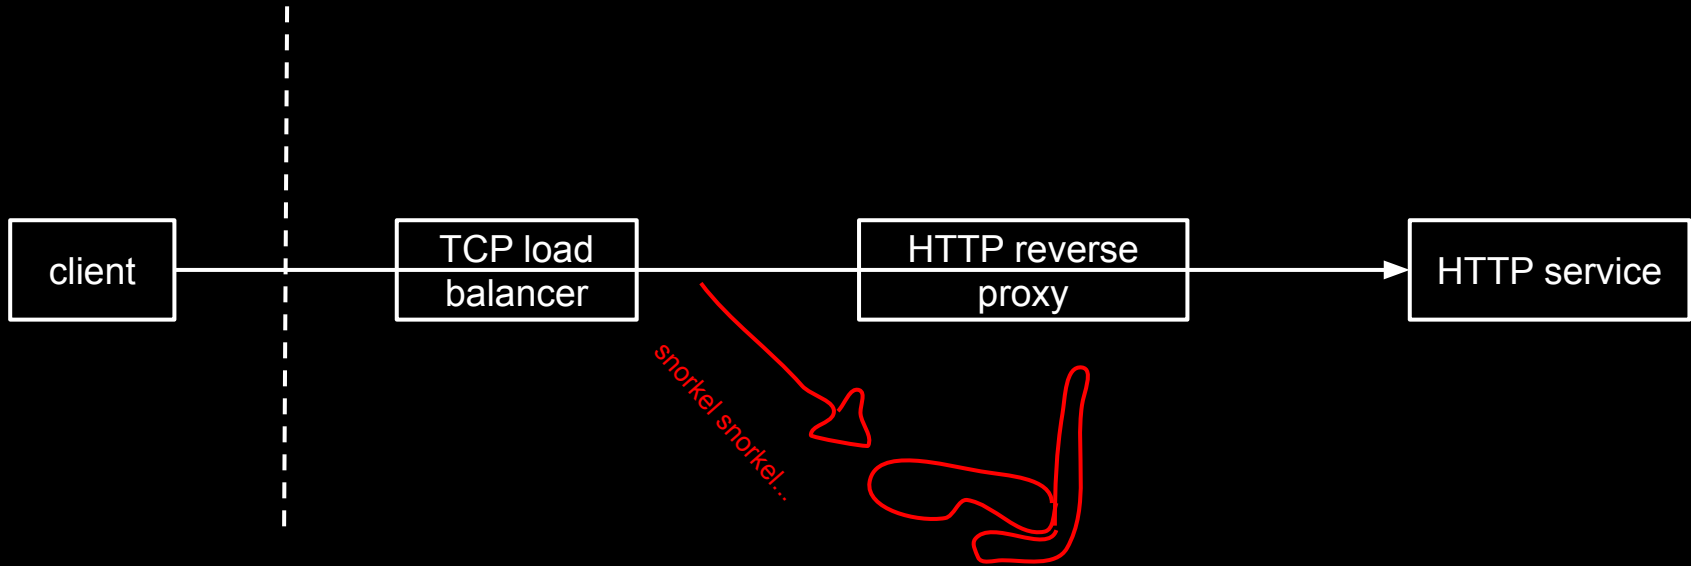 client
TCP load
balancer
HTTP reverse
proxy
HTTP service
snorkel snorkel...